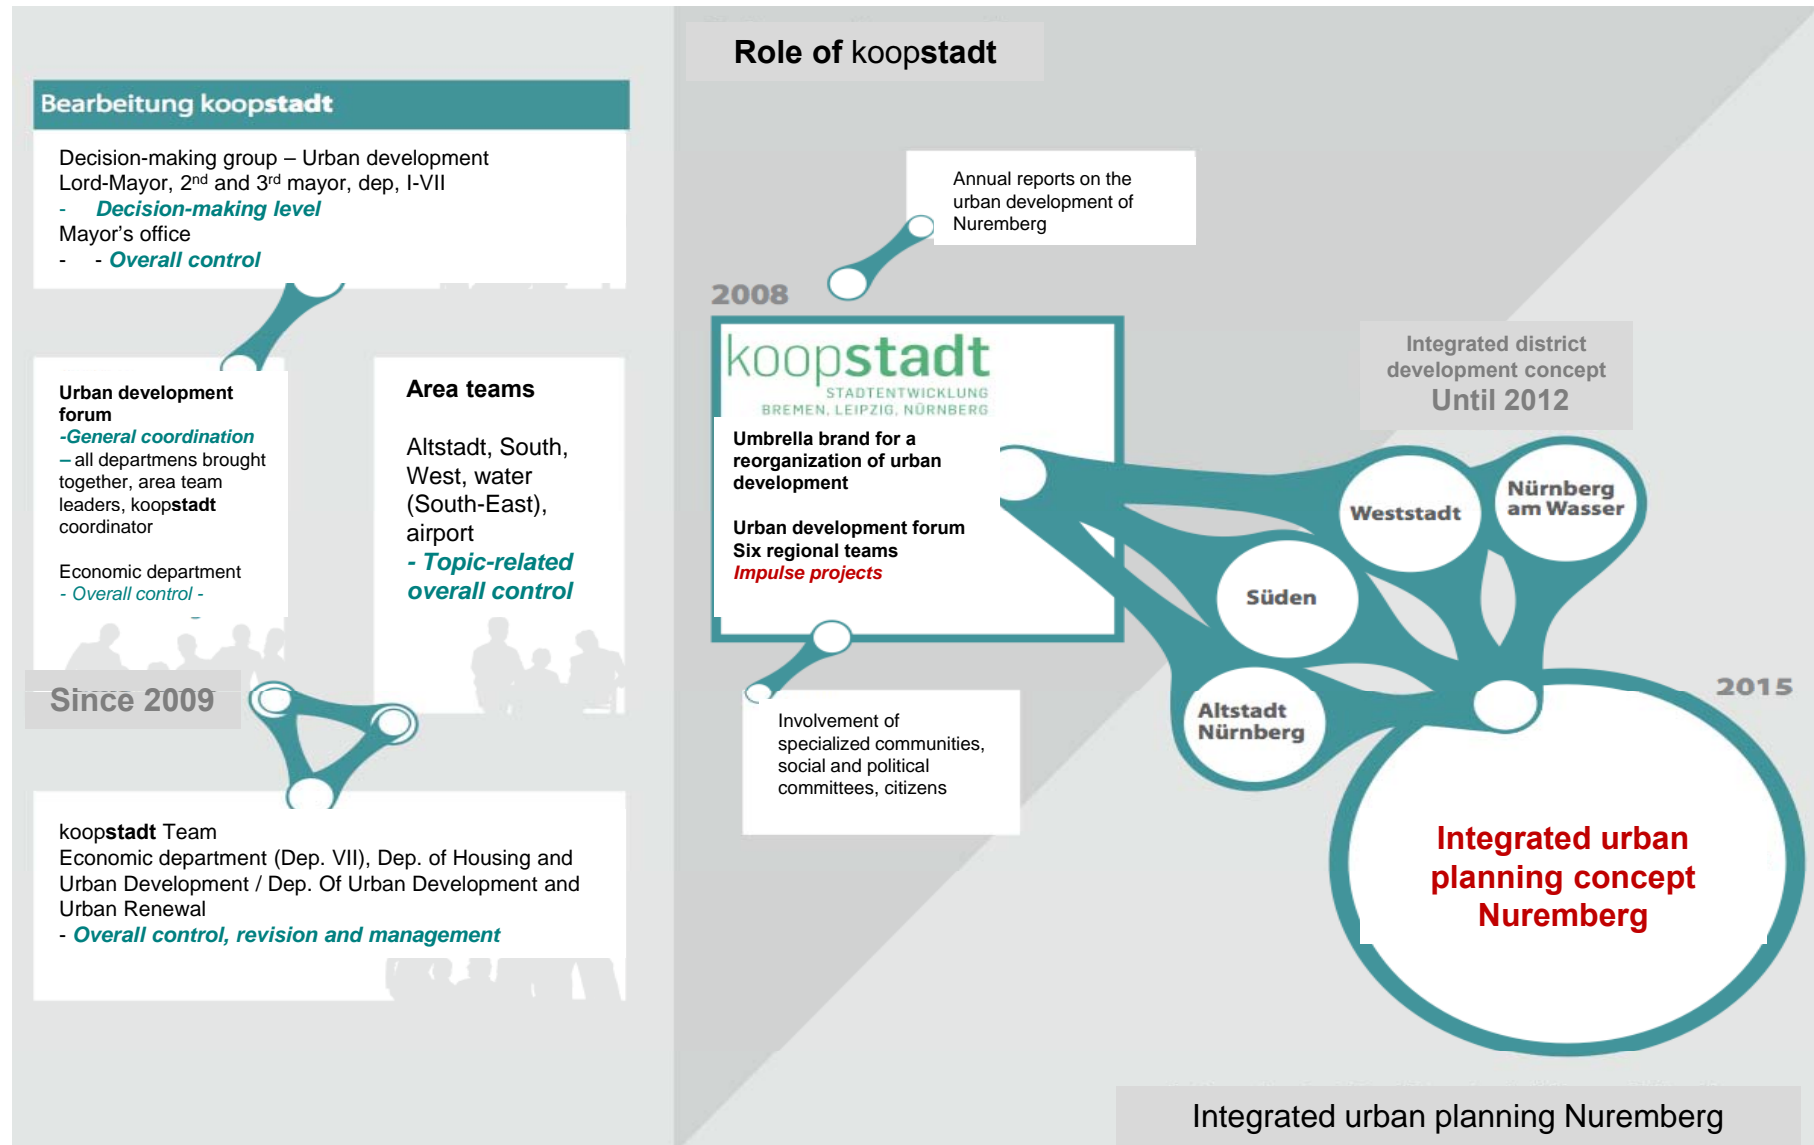 Role of koopstadt
Bearbeitung koopstadt
Decision-making group – Urban development
Lord-Mayor, 2nd and 3rd mayor, dep, I-VII
- Decision-making level
Mayor's office
- - Overall control
Urban development
forum
-General coordination
– all departmens brought
together, area team
leaders, koopstadt
coordinator
Economic department
- Overall control -
Area teams
Altstadt, South,
West, water
(South-East),
airport
- Topic-related
overall control
Since 2009
koopstadt Team
Economic department (Dep. VII), Dep. of Housing and
Urban Development / Dep. Of Urban Development and
Urban Renewal
- Overall control, revision and management
Annual reports on the
urban development of
Nuremberg
2008
koopstadt
STADTENTWICKLUNG
BREMEN, LEIPZIG, NÜRNBERG
Umbrella brand for a
reorganization of urban
development
Urban development forum
Six regional teams
Impulse projects
Involvement of
specialized communities,
social and political
committees, citizens
Integrated district
development concept
Until 2012
Nürnberg
am Wasser
Weststadt
Süden
Altstadt
Nürnberg
2015
Integrated urban
planning concept
Nuremberg
Integrated urban planning Nuremberg